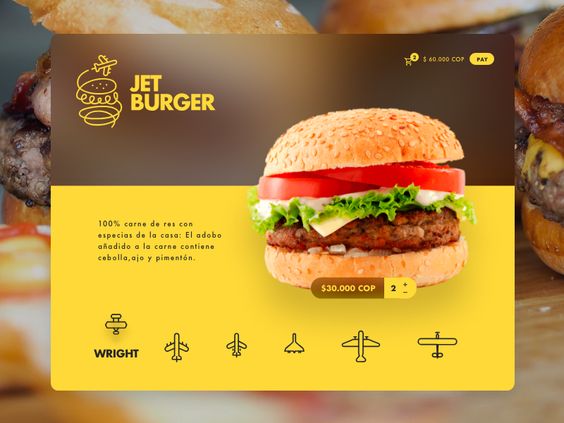 JET
BURGER
2
$ 60.000 COP
PAY
100% carne de res con
especias de la casa: El adobo
añadido a la carne contiene
cebolla,ajo y pimentón.
$30.000 COP
2
+
−
WRIGHT